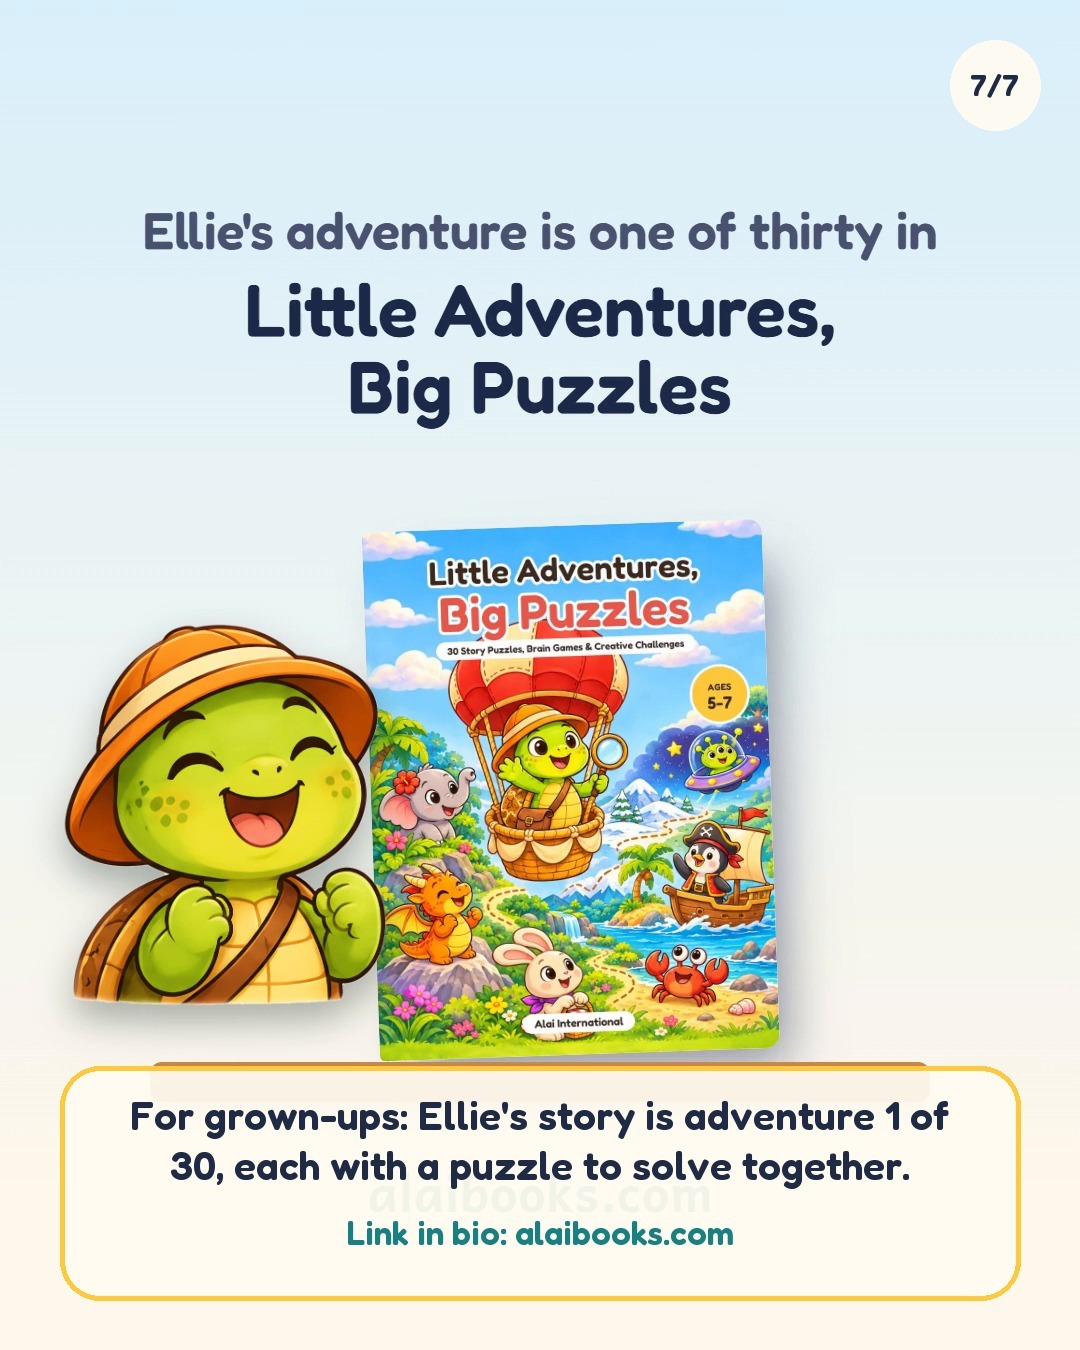 7/7
Ellie's adventure is one of thirty in
Little Adventures,
Big Puzzles
Little Adventures,
Big Puzzles
30 Story Puzzles, Brain Games & Creative Challenges
AGES
5-7
Alai International
For grown-ups: Ellie's story is adventure 1 of
30, each with a puzzle to solve together.
alaibooks.com
Link in bio: alaibooks.com